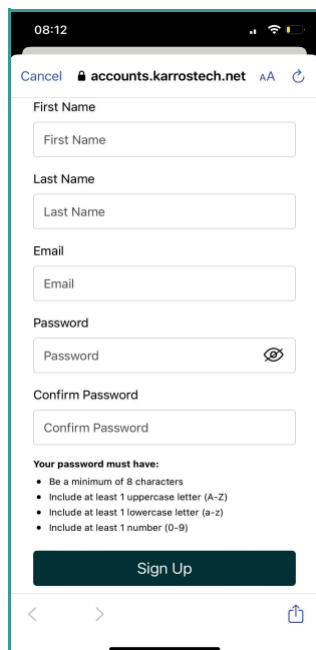 08:12
Cancel accounts.karrostech.net AA
First Name
First Name
Last Name
Last Name
Email
Email
Password
Password
Confirm Password
Confirm Password
Your password must have:
• Be a minimum of 8 characters
• Include at least 1 uppercase letter (A-Z)
• Include at least 1 lowercase letter (a-z)
• Include at least 1 number (0-9)
Sign Up